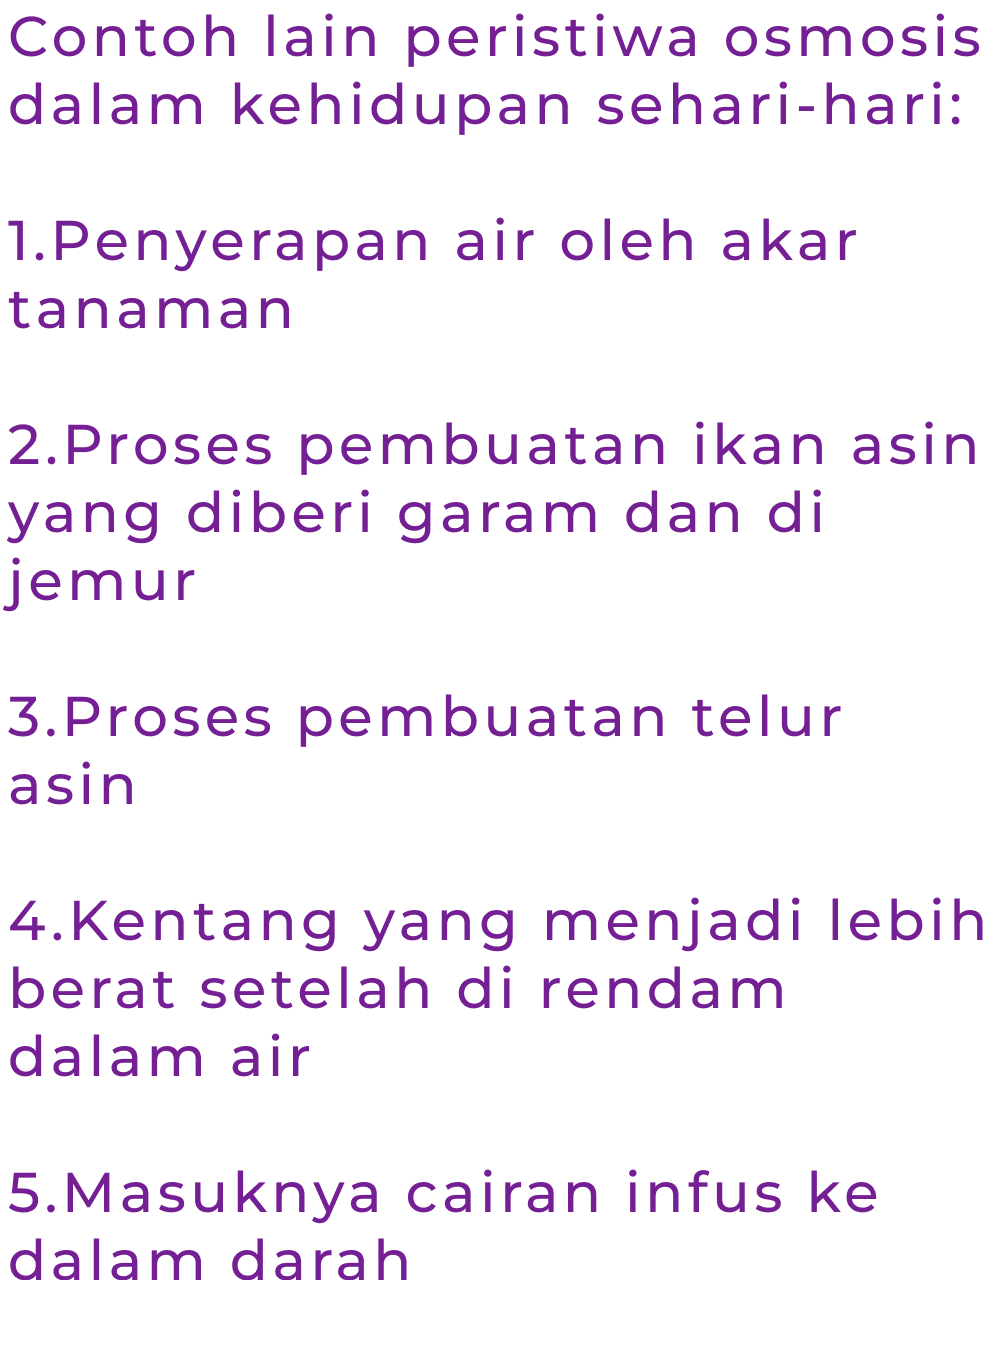 Contoh lain peristiwa osmosis
dalam kehidupan sehari-hari:
1.Penyerapan air oleh akar
tanaman
2.Proses pembuatan ikan asin
yang diberi garam dan di
jemur
3.Proses pembuatan telur
asin
4.Kentang yang menjadi lebih
berat setelah di rendam
dalam air
5.Masuknya cairan infus ke
dalam darah